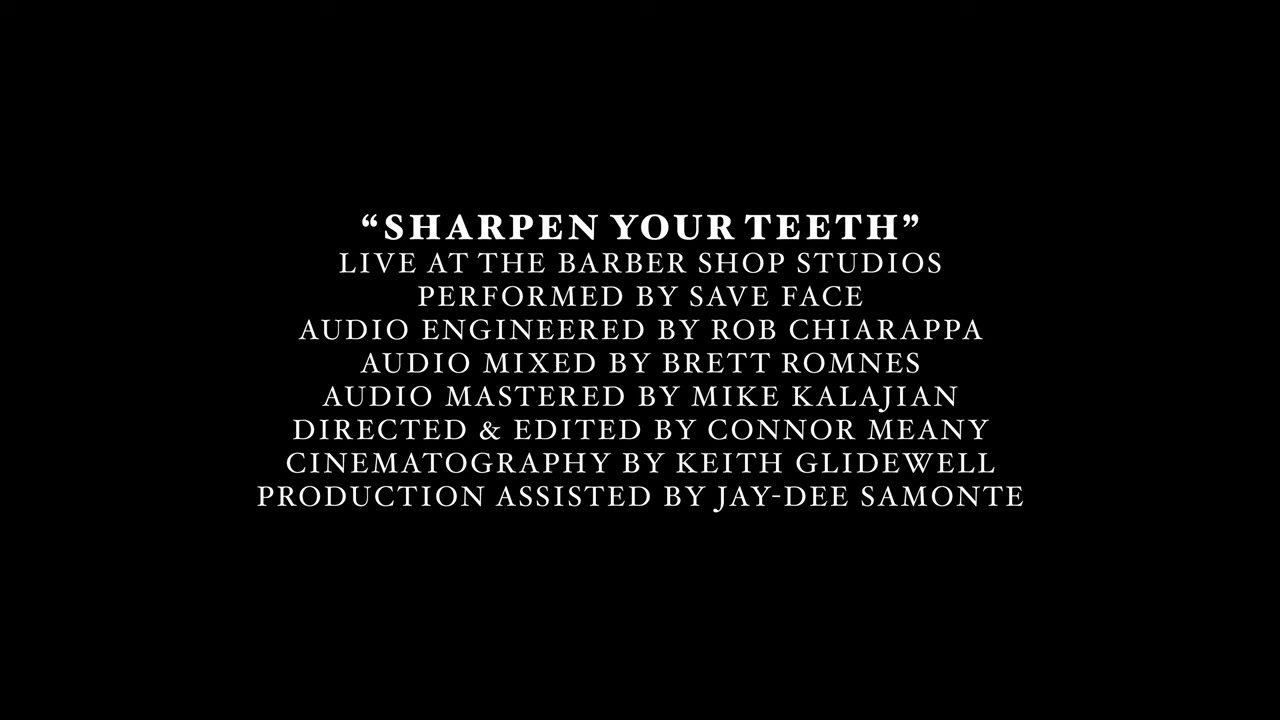 “SHARPEN YOUR TEETH”
LIVE AT THE BARBER SHOP STUDIOS
PERFORMED BY SAVE FACE
AUDIO ENGINEERED BY ROB CHIARAPPA
AUDIO MIXED BY BRETT ROMNES
AUDIO MASTERED BY MIKE KALAJIAN
DIRECTED & EDITED BY CONNOR MEANY
CINEMATOGRAPHY BY KEITH GLIDEWELL
PRODUCTION ASSISTED BY JAY-DEE SAMONTE